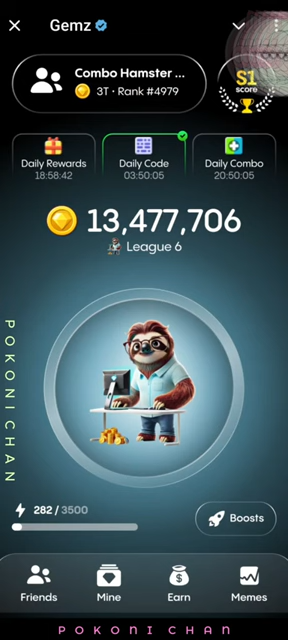 Gemz
Combo Hamster ...
3T • Rank #4979
S1
score
Daily Rewards
18:58:42
Daily Code
03:50:05
Daily Combo
20:50:05
13,477,706
League 6
POKONI CHAN
282 / 3500
Boosts
Friends
Mine
Earn
Memes
POKONI CHAN